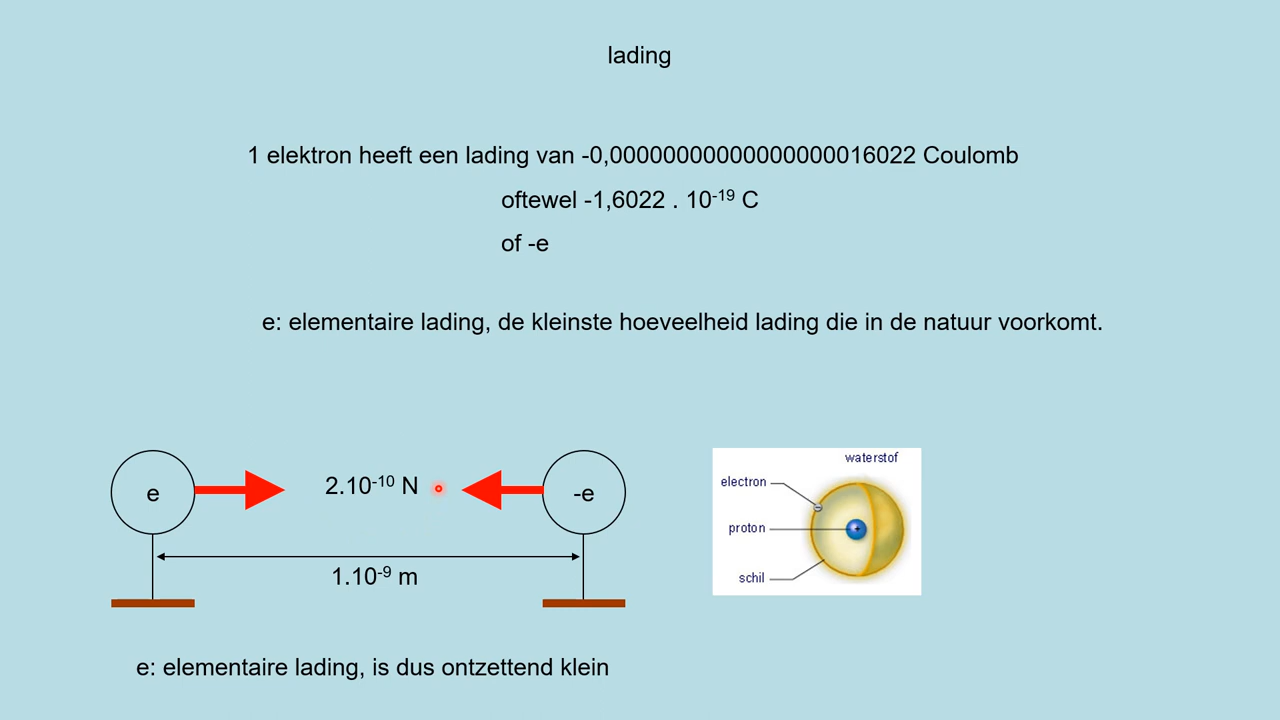 lading
1 elektron heeft een lading van -0,00000000000000000016022 Coulomb
oftewel -1,6022 . 10⁻¹⁹ C
of -e
e: elementaire lading, de kleinste hoeveelheid lading die in de natuur voorkomt.
e
2.10⁻¹⁰ N
-e
1.10⁻⁹ m
waterstof
electron
proton
+
schil
e: elementaire lading, is dus ontzettend klein